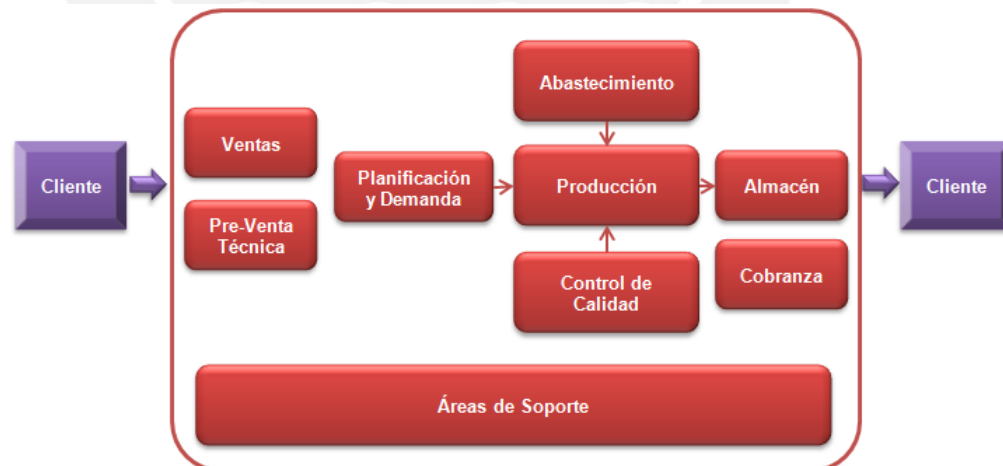 Cliente
Ventas
Pre-Venta
Técnica
Planificación
y Demanda
Abastecimiento
Producción
Control de
Calidad
Almacén
Cobranza
Cliente
Áreas de Soporte